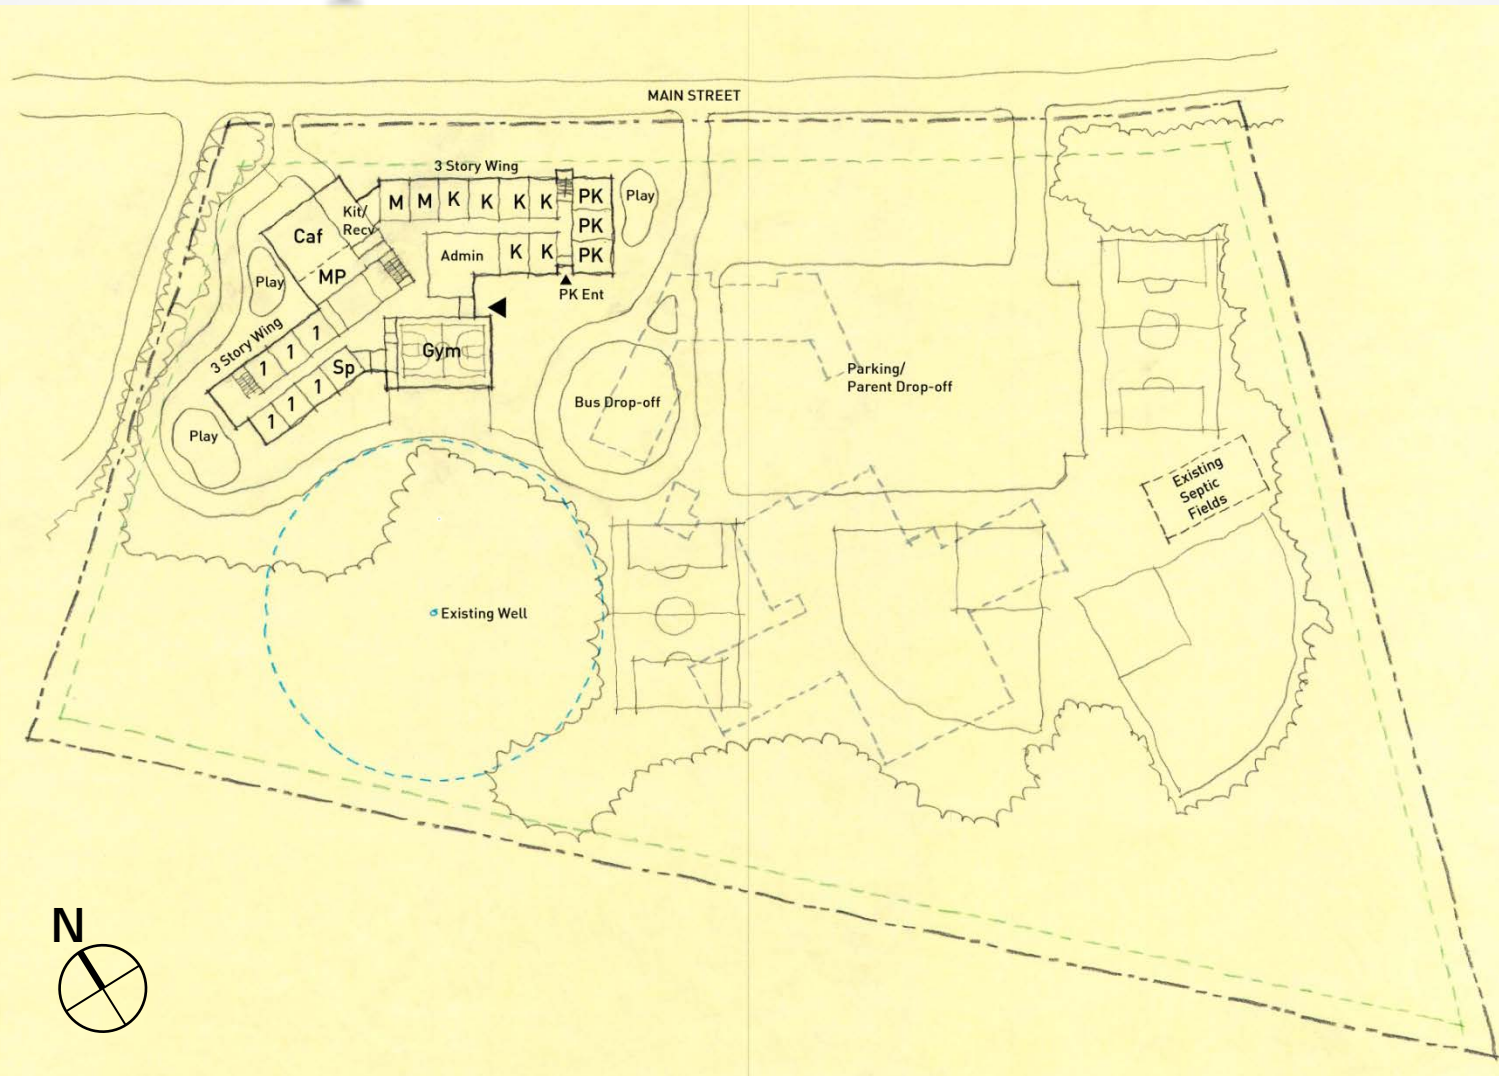 MAIN STREET
3 Story Wing
M M K K K K PK
Play
PK
PK
Kit/
Recv
Caf
Admin
K K
MP
Play
PK Ent
3 Story Wing
1 1 1
Gym
Sp
1 1 1
Play
Bus Drop-off
Parking/
Parent Drop-off
Existing
Septic
Fields
Existing Well
N